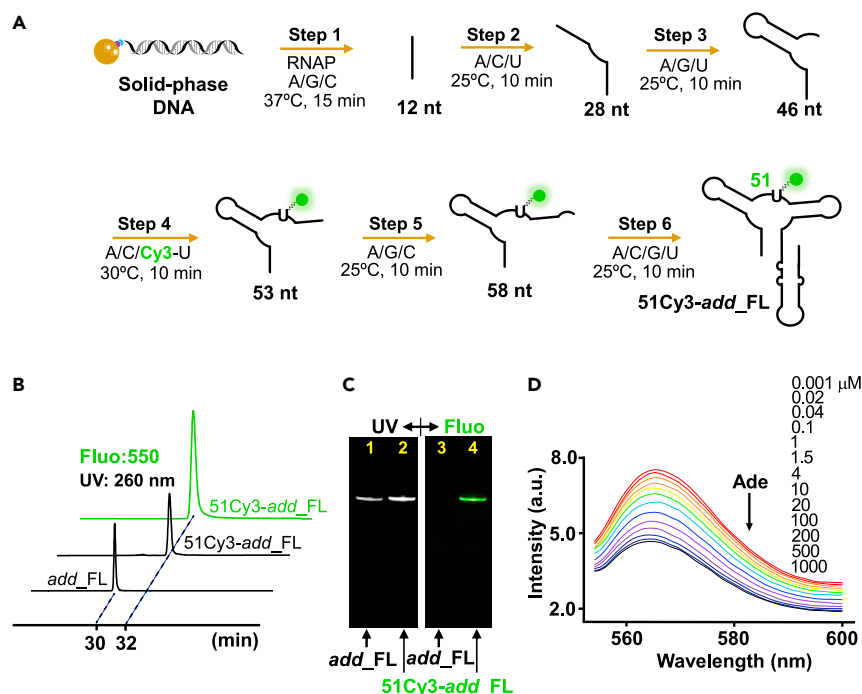 A
Solid-phase
DNA
Step 1
RNAP
A/G/C
37ºC, 15 min
12 nt
Step 2
A/C/U
25ºC, 10 min
28 nt
Step 3
A/G/U
25ºC, 10 min
46 nt
Step 4
A/C/Cy3-U
30ºC, 10 min
53 nt
Step 5
A/G/C
25ºC, 10 min
58 nt
Step 6
A/C/G/U
25ºC, 10 min
51
51Cy3-add_FL
B
Fluo:550
UV: 260 nm
51Cy3-add_FL
51Cy3-add_FL
add_FL
30 32 (min)
C
UV Fluo
1 2 3 4
add_FL add_FL
51Cy3-add FL
D
0.001 μM
0.02
0.04
0.1
1
1.5
4
10
20
100
200
500
1000
Ade
Intensity (a.u.)
8.0
5.0
2.0
560 580 600
Wavelength (nm)